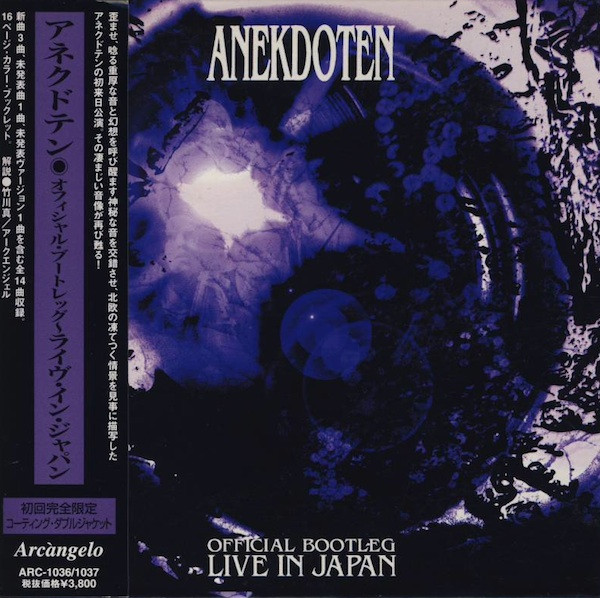 ANEKDOTEN
OFFICIAL BOOTLEG
LIVE IN JAPAN
歪ませ、唸る重厚な音と幻想を呼び醒ます神秘な音を交錯させ、北欧の凍てつく情景を見事に描写した
アネクドテンの初来日公演。その凄まじい音像が再び甦る!
アネクドテン●オフィシャル・ブートレッグ~ライヴ・イン・ジャパン
新曲3曲、未発表曲1曲、未発表ヴァージョン1曲を含む全14曲収録。
16ページ・カラー・ブックレット。 解説●竹川真/アークエンジェル
初回完全限定
コーティング・ダブルジャケット
Arcàngelo
ARC-1036/1037
税抜価格¥3,800